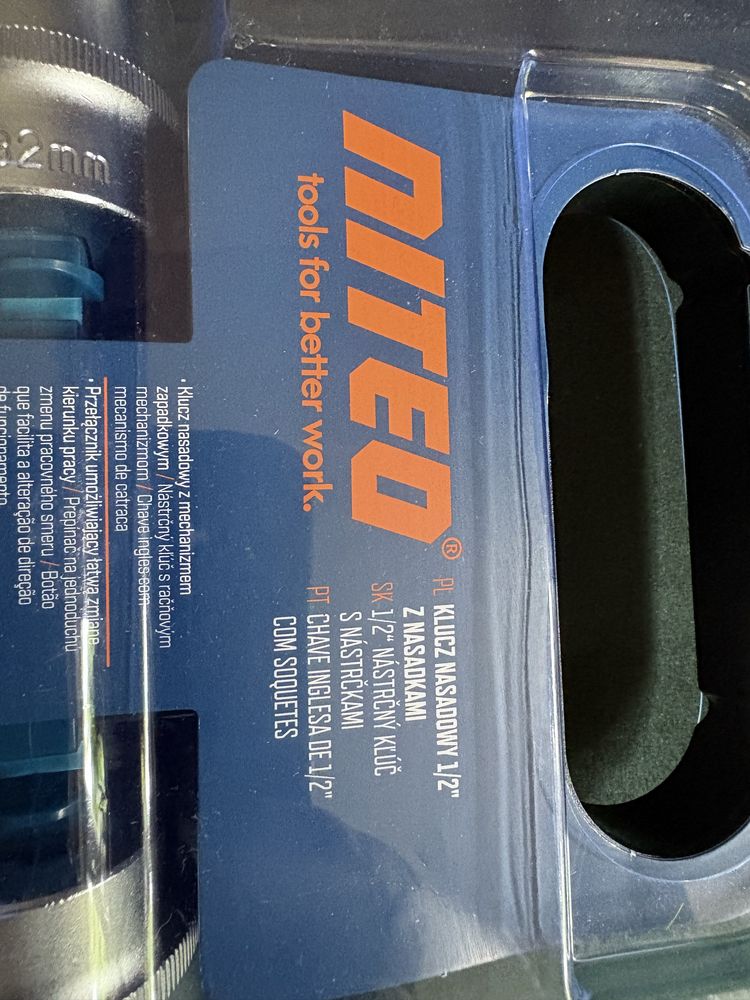 NITEO®
tools for better work.
PL KLUCZ NASADOWY 1/2"
Z NASADKAMI
SK 1/2" NÁSTRČNÝ KĽÚČ
S NÁSTRČKAMI
PT CHAVE INGLESA DE 1/2"
COM SOQUETES
• Klucz nasadowy z mechanizmem
zapadkowym / Nástrčný kľúč s račňovým
mechanizmom / Chave ingles com
mecanismo de catraca
• Przełącznik umożliwiający łatwą zmianę
kierunku pracy / Prepínač na jednoduchú
zmenu pracovného smeru / Botão
que facilita a alteração de direção
de funcionamento
32mm